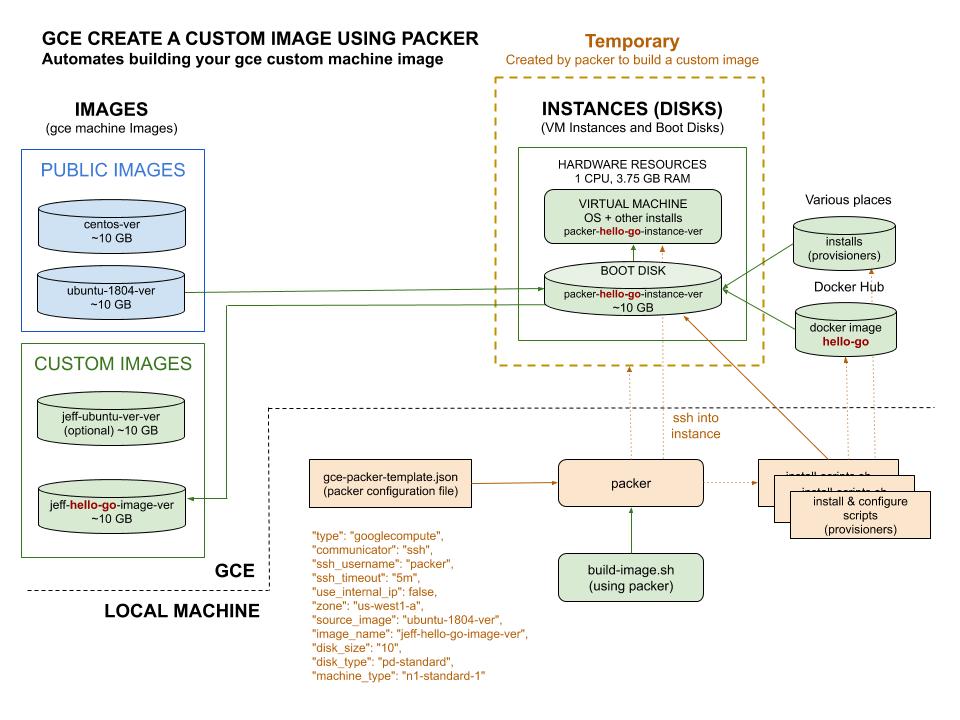 GCE CREATE A CUSTOM IMAGE USING PACKER
Automates building your gce custom machine image
Temporary
Created by packer to build a custom image
IMAGES
(gce machine Images)
PUBLIC IMAGES
centos-ver
~10 GB
ubuntu-1804-ver
~10 GB
CUSTOM IMAGES
jeff-ubuntu-ver-ver
(optional) ~10 GB
jeff-hello-go-image-ver
~10 GB
GCE
LOCAL MACHINE
INSTANCES (DISKS)
(VM Instances and Boot Disks)
HARDWARE RESOURCES
1 CPU, 3.75 GB RAM
VIRTUAL MACHINE
OS + other installs
packer-hello-go-instance-ver
BOOT DISK
packer-hello-go-instance-ver
~10 GB
Various places
installs
(provisioners)
Docker Hub
docker image
hello-go
ssh into
instance
gce-packer-template.json
(packer configuration file)
packer
install scripts.sh
install scripts.sh
install & configure
scripts
(provisioners)
build-image.sh
(using packer)
"type": "googlecompute",
"communicator": "ssh",
"ssh_username": "packer",
"ssh_timeout": "5m",
"use_internal_ip": false,
"zone": "us-west1-a",
"source_image": "ubuntu-1804-ver",
"image_name": "jeff-hello-go-image-ver",
"disk_size": "10",
"disk_type": "pd-standard",
"machine_type": "n1-standard-1"